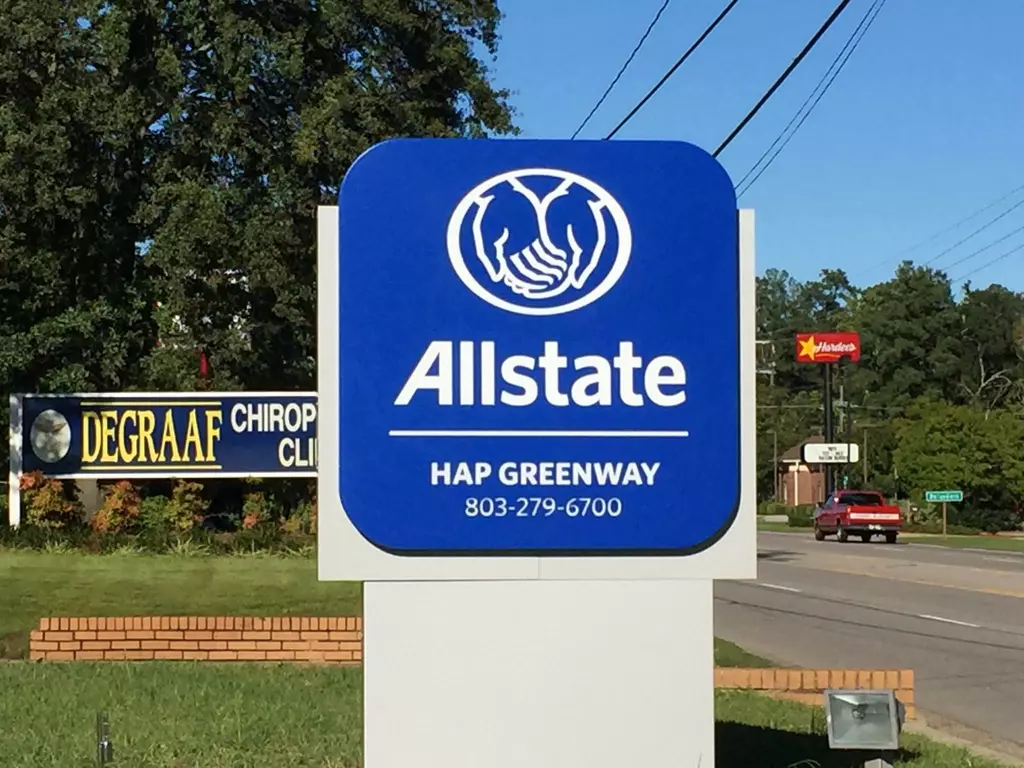 Allstate
HAP GREENWAY
803-279-6700
DEGRAAF
CHIROP
CLI
Hardee's